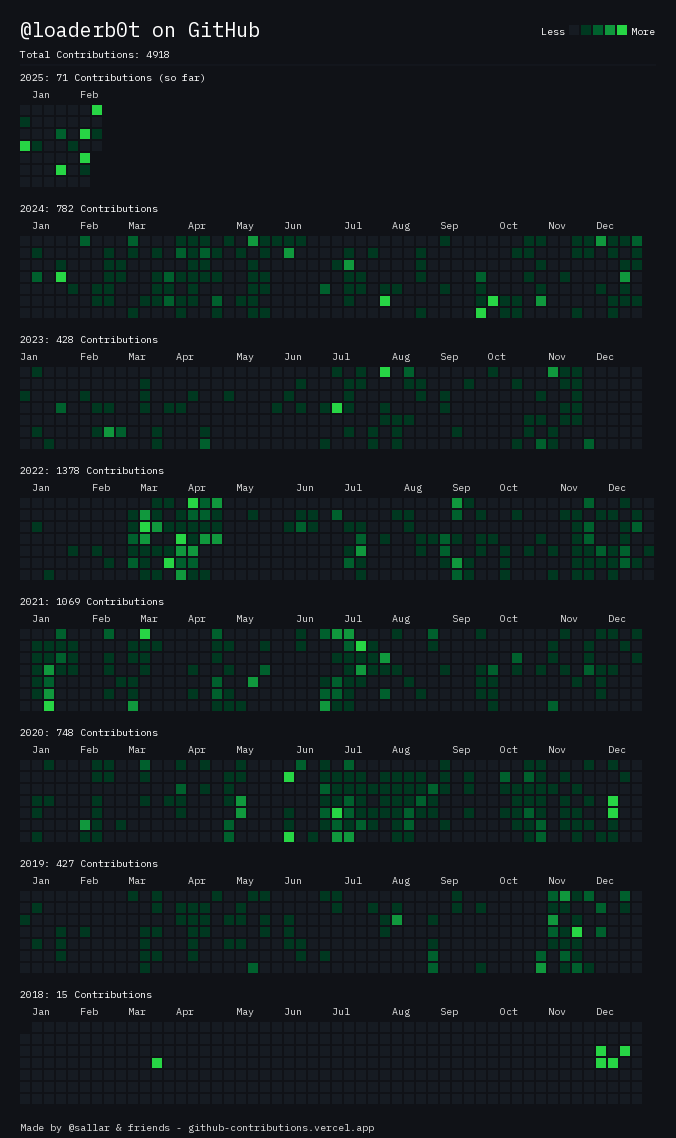 @loaderb0t on GitHub
Less More
Total Contributions: 4918
2025: 71 Contributions (so far)
Jan Feb
2024: 782 Contributions
Jan Feb Mar Apr May Jun Jul Aug Sep Oct Nov Dec
2023: 428 Contributions
Jan Feb Mar Apr May Jun Jul Aug Sep Oct Nov Dec
2022: 1378 Contributions
Jan Feb Mar Apr May Jun Jul Aug Sep Oct Nov Dec
2021: 1069 Contributions
Jan Feb Mar Apr May Jun Jul Aug Sep Oct Nov Dec
2020: 748 Contributions
Jan Feb Mar Apr May Jun Jul Aug Sep Oct Nov Dec
2019: 427 Contributions
Jan Feb Mar Apr May Jun Jul Aug Sep Oct Nov Dec
2018: 15 Contributions
Jan Feb Mar Apr May Jun Jul Aug Sep Oct Nov Dec
Made by @sallar & friends - github-contributions.vercel.app